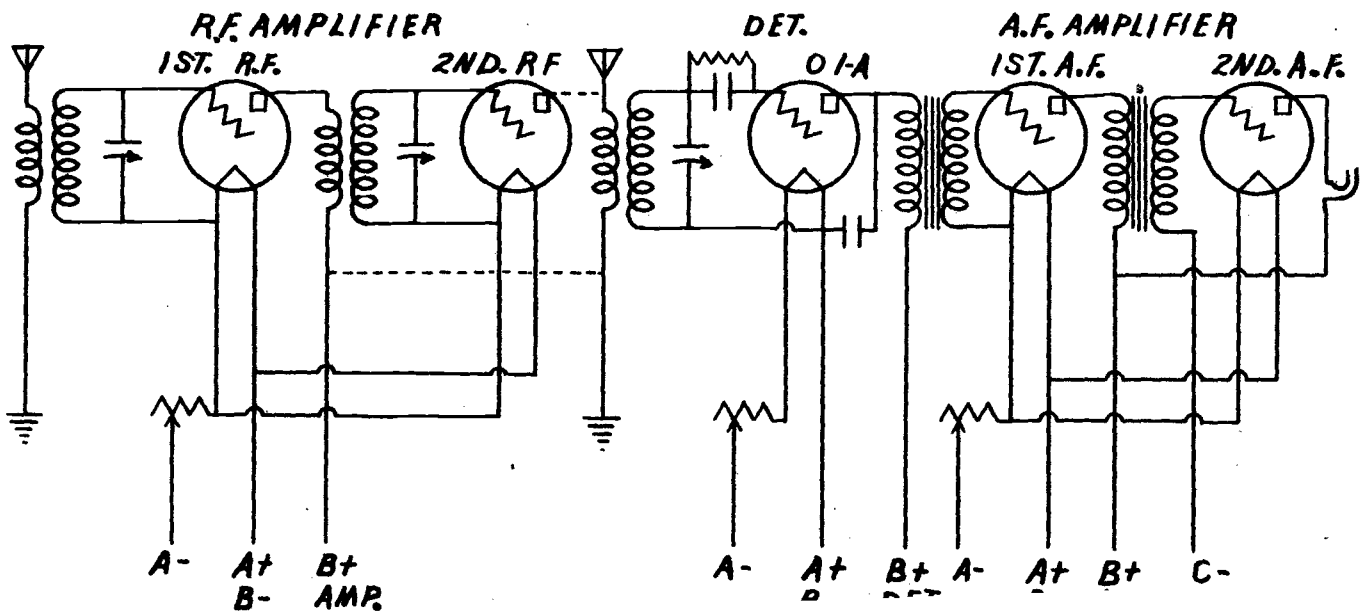 R.F. AMPLIFIER
DET.
A.F. AMPLIFIER
1ST. R.F.
2ND. RF
01-A
1ST. A.F.
2ND. A.F.
A-
A+
B+
A-
A+
B+
A-
A+
B+
C-
B-
AMP.